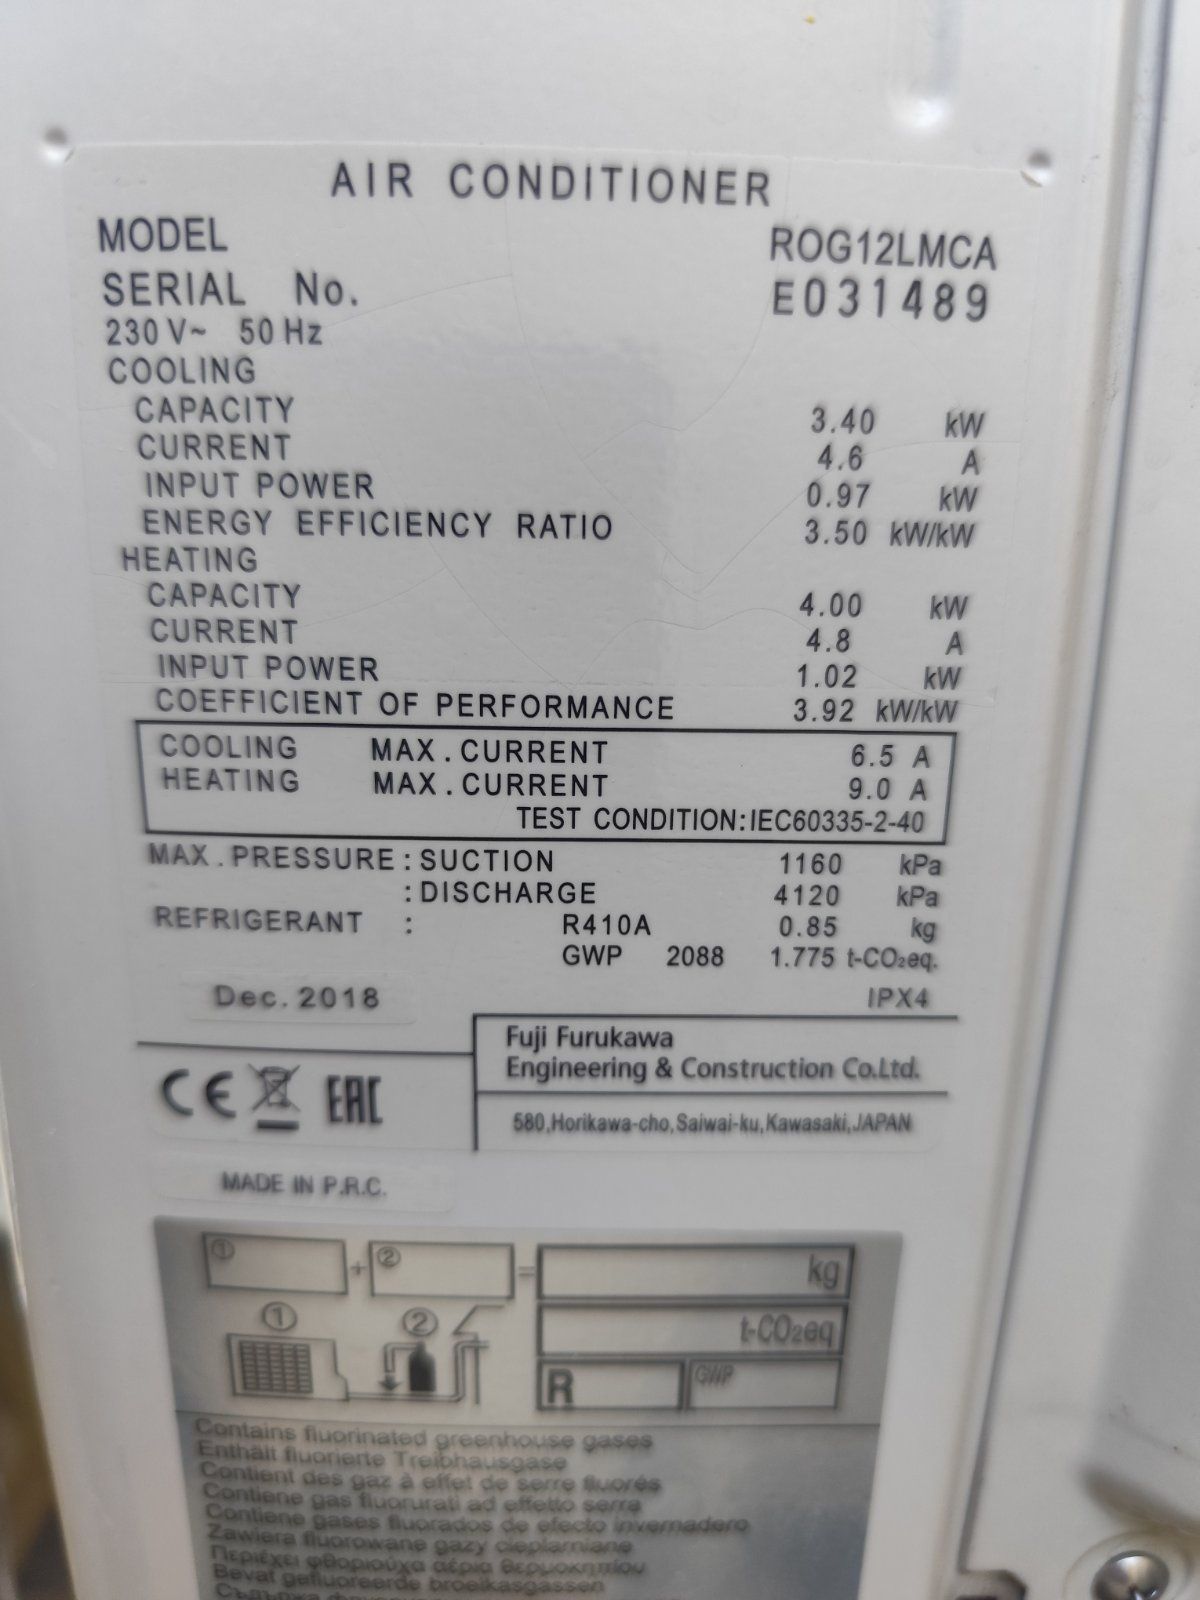 AIR CONDITIONER
MODEL ROG12LMCA
SERIAL No. E031489
230 V~ 50 Hz
COOLING
CAPACITY 3.40 kW
CURRENT 4.6 A
INPUT POWER 0.97 kW
ENERGY EFFICIENCY RATIO 3.50 kW/kW
HEATING
CAPACITY 4.00 kW
CURRENT 4.8 A
INPUT POWER 1.02 kW
COEFFICIENT OF PERFORMANCE 3.92 kW/kW
COOLING MAX. CURRENT 6.5 A
HEATING MAX. CURRENT 9.0 A
TEST CONDITION:IEC60335-2-40
MAX. PRESSURE : SUCTION 1160 kPa
: DISCHARGE 4120 kPa
REFRIGERANT : R410A 0.85 kg
GWP 2088 1.775 t-CO₂eq.
Dec. 2018 IPX4
Fuji Furukawa
Engineering & Construction Co.Ltd.
580,Horikawa-cho,Saiwai-ku,Kawasaki,JAPAN
CE EAC
MADE IN P.R.C.
① + ② = kg
t-CO₂eq
① ②
R GWP
Contains fluorinated greenhouse gases
Enthält fluorierte Treibhausgase
Contient des gaz à effet de serre fluorés
Contiene gas fluorurati ad effetto serra
Contiene gases fluorados de efecto invernadero
Zawiera fluorowane gazy cieplarniane
Περιέχει φθοριούχα αέρια θερμοκηπίου
Bevat gefluoreerde broeikasgassen